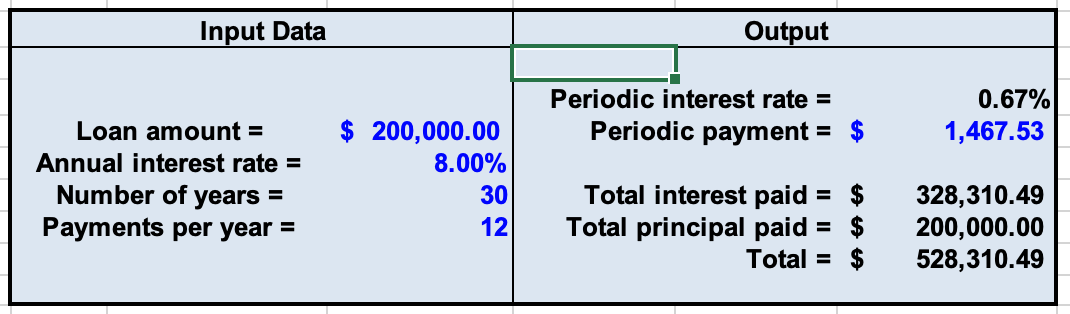 Input Data
Output
Periodic interest rate = 0.67%
Loan amount = $ 200,000.00
Periodic payment = $ 1,467.53
Annual interest rate = 8.00%
Number of years = 30
Total interest paid = $ 328,310.49
Payments per year = 12
Total principal paid = $ 200,000.00
Total = $ 528,310.49